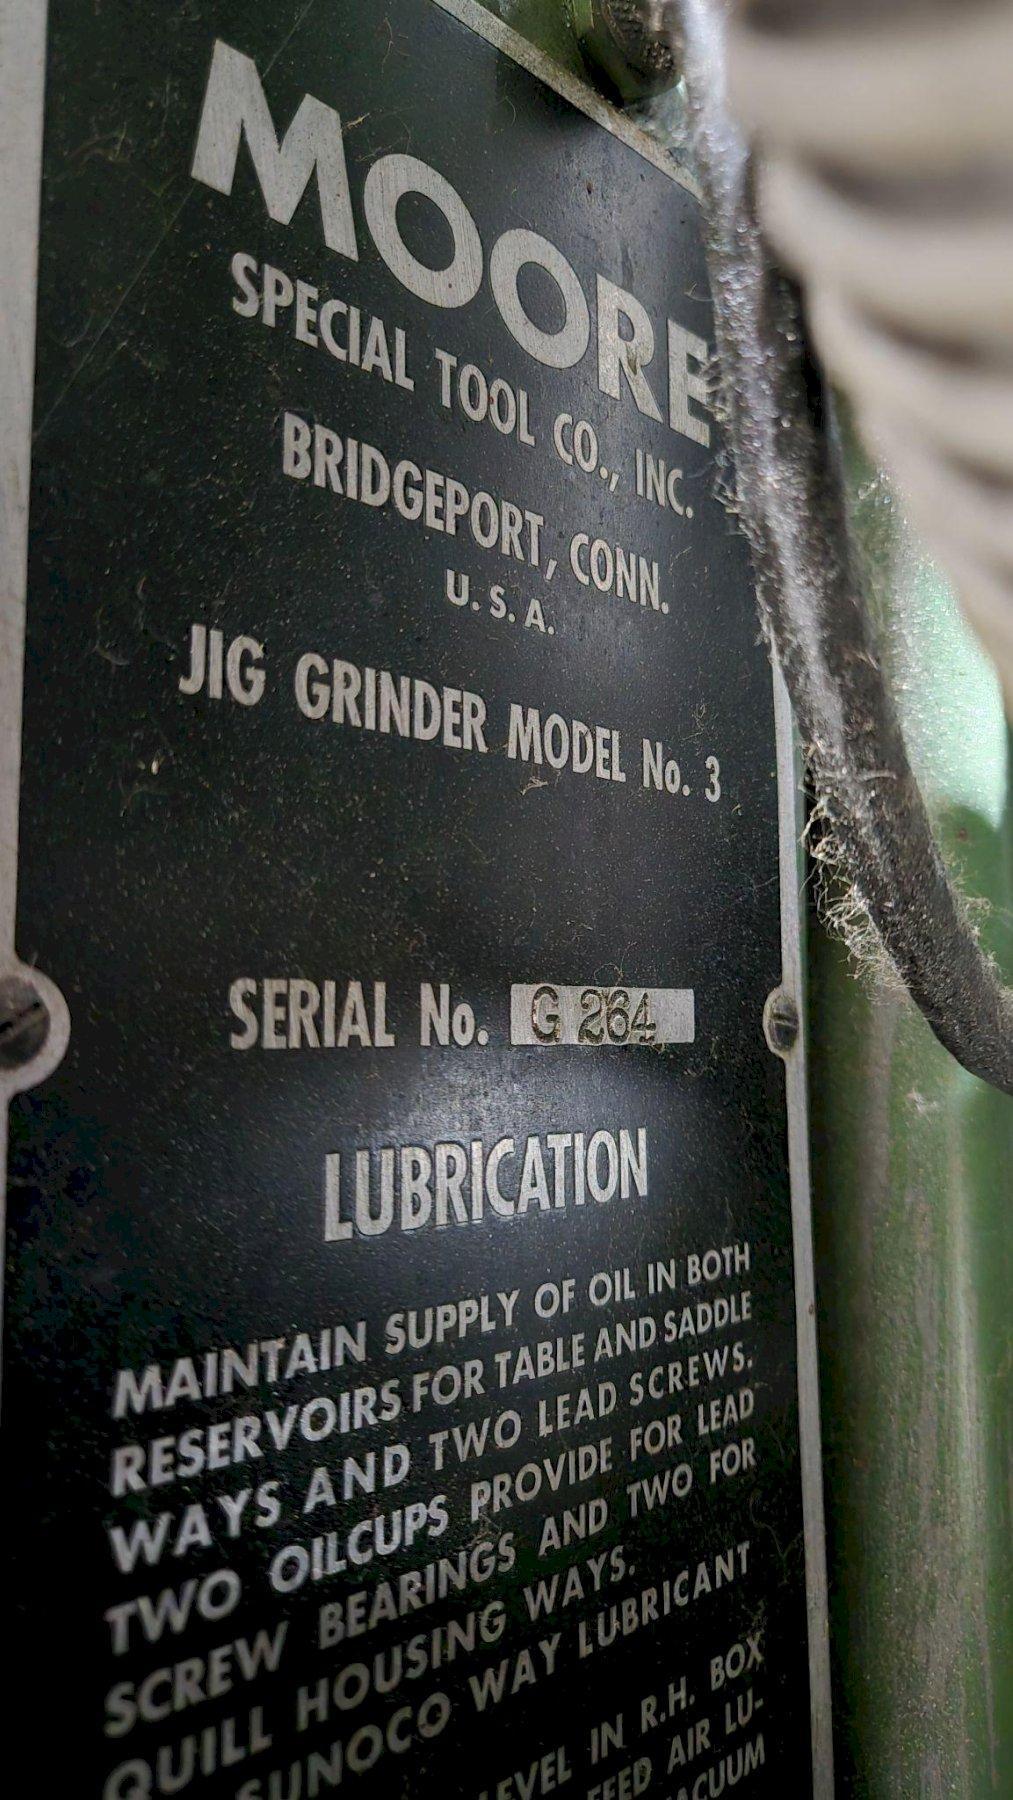 MOORE
SPECIAL TOOL CO., INC.
BRIDGEPORT, CONN.
U. S. A.
JIG GRINDER MODEL No. 3
SERIAL No. G 264
LUBRICATION
MAINTAIN SUPPLY OF OIL IN BOTH
RESERVOIRS FOR TABLE AND SADDLE
WAYS AND TWO LEAD SCREWS.
TWO OILCUPS PROVIDE FOR LEAD
SCREW BEARINGS AND TWO FOR
QUILL HOUSING WAYS.
SUNOCO WAY LUBRICANT
LEVEL IN R.H. BOX
FEED AIR LU-